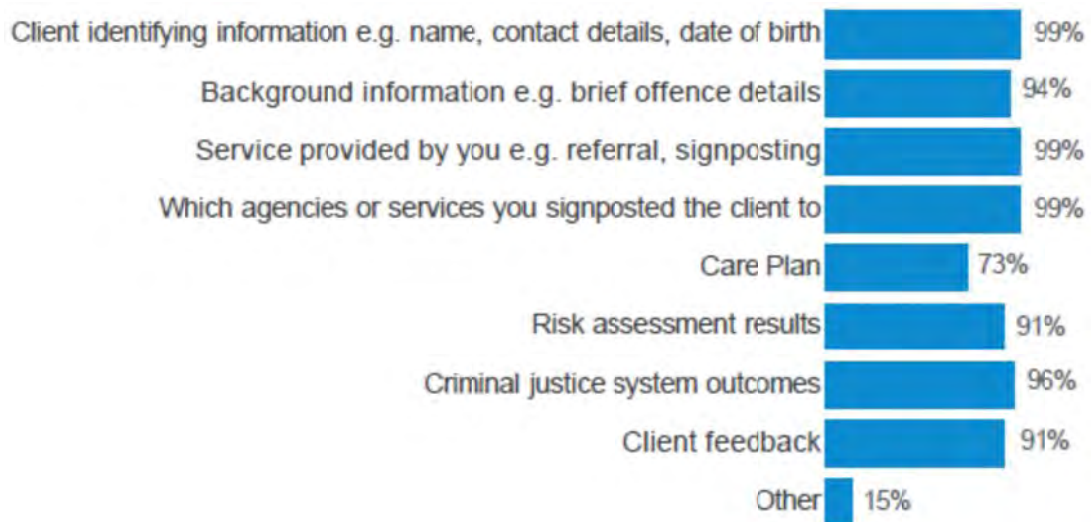 Client identifying information e.g. name, contact details, date of birth 99%
Background information e.g. brief offence details 94%
Service provided by you e.g. referral, signposting 99%
Which agencies or services you signposted the client to 99%
Care Plan 73%
Risk assessment results 91%
Criminal justice system outcomes 96%
Client feedback 91%
Other 15%